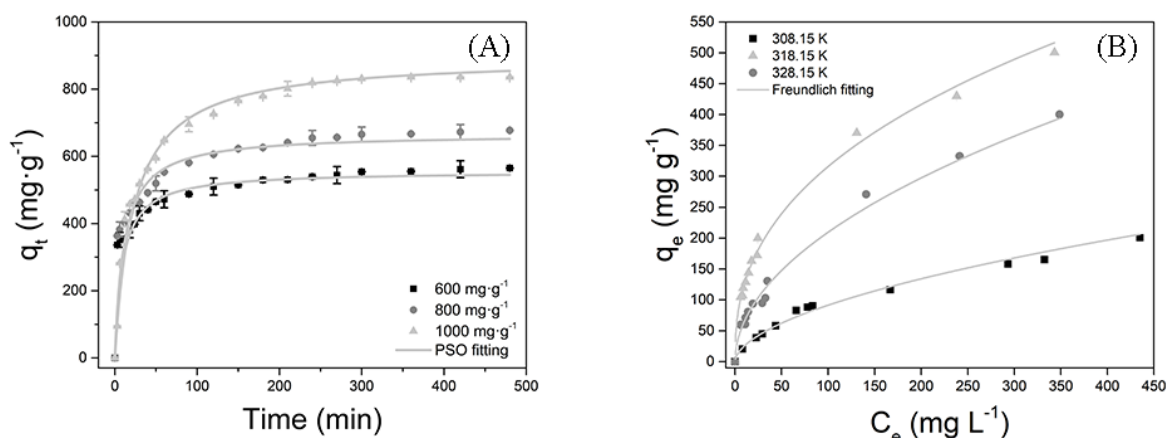 (A)
q_t (mg·g⁻¹)
1000
800
600
400
200
0
600 mg·g⁻¹
800 mg·g⁻¹
1000 mg·g⁻¹
PSO fitting
0 100 200 300 400 500
Time (min)
(B)
q_e (mg g⁻¹)
550
500
450
400
350
300
250
200
150
100
50
0
308.15 K
318.15 K
328.15 K
Freundlich fitting
0 50 100 150 200 250 300 350 400 450
C_e (mg L⁻¹)